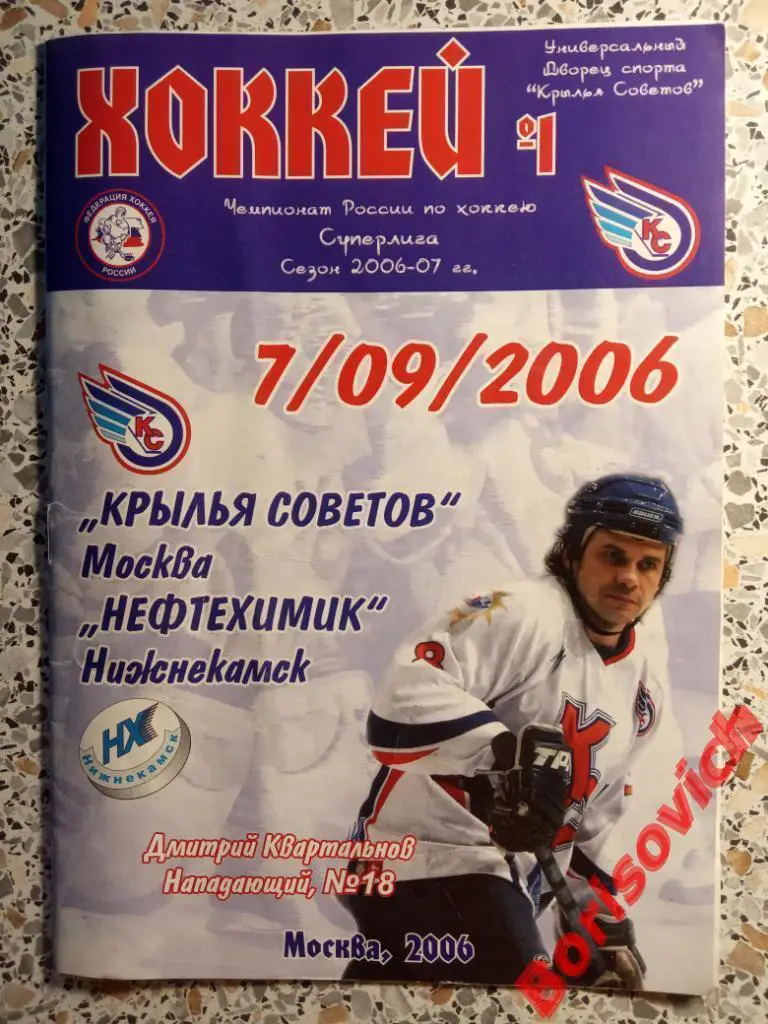 ХОККЕЙ
№1
Универсальный
Дворец спорта
"Крылья Советов"
ФЕДЕРАЦИЯ ХОККЕЯ
РОССИИ
Чемпионат России по хоккею
Суперлига
Сезон 2006-07 гг.
КС
7/09/2006
КС
„КРЫЛЬЯ СОВЕТОВ“
Москва
„НЕФТЕХИМИК“
Нижнекамск
НХ
НИЖНЕКАМСК
BAUER
8
Дмитрий Квартальнов
Нападающий, №18
Москва, 2006
Borisovich